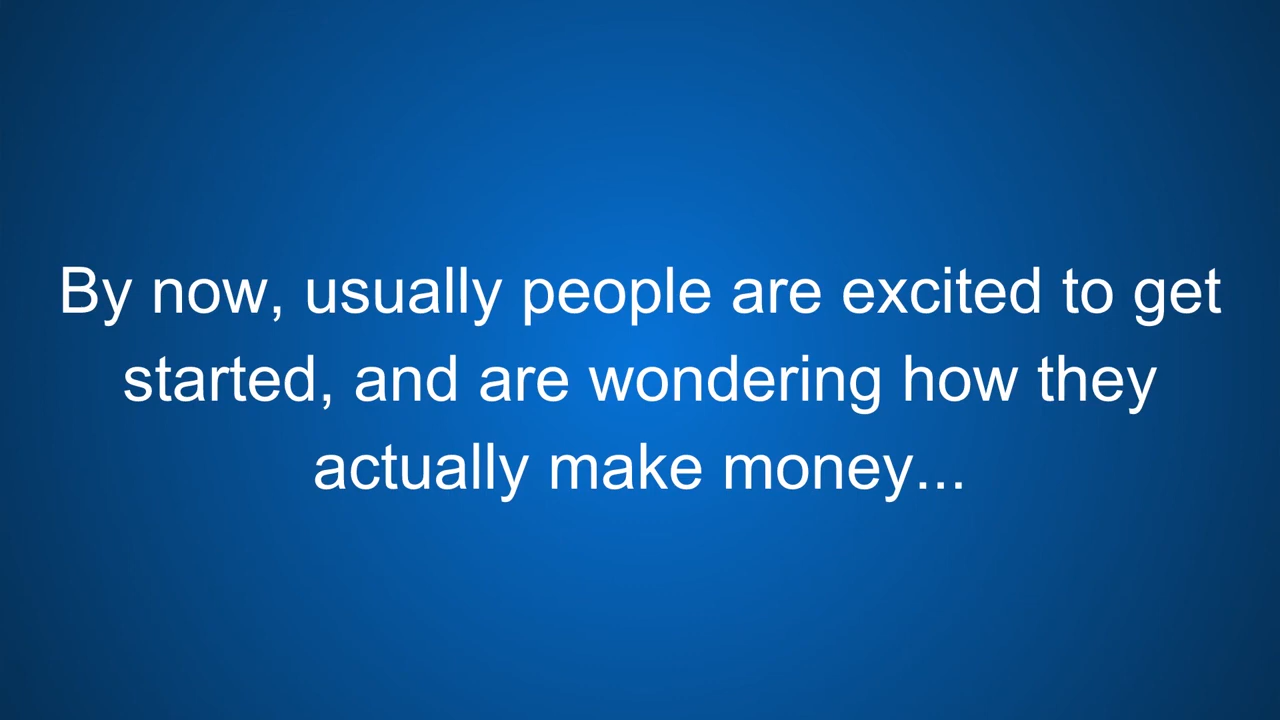 By now, usually people are excited to get
started, and are wondering how they
actually make money...